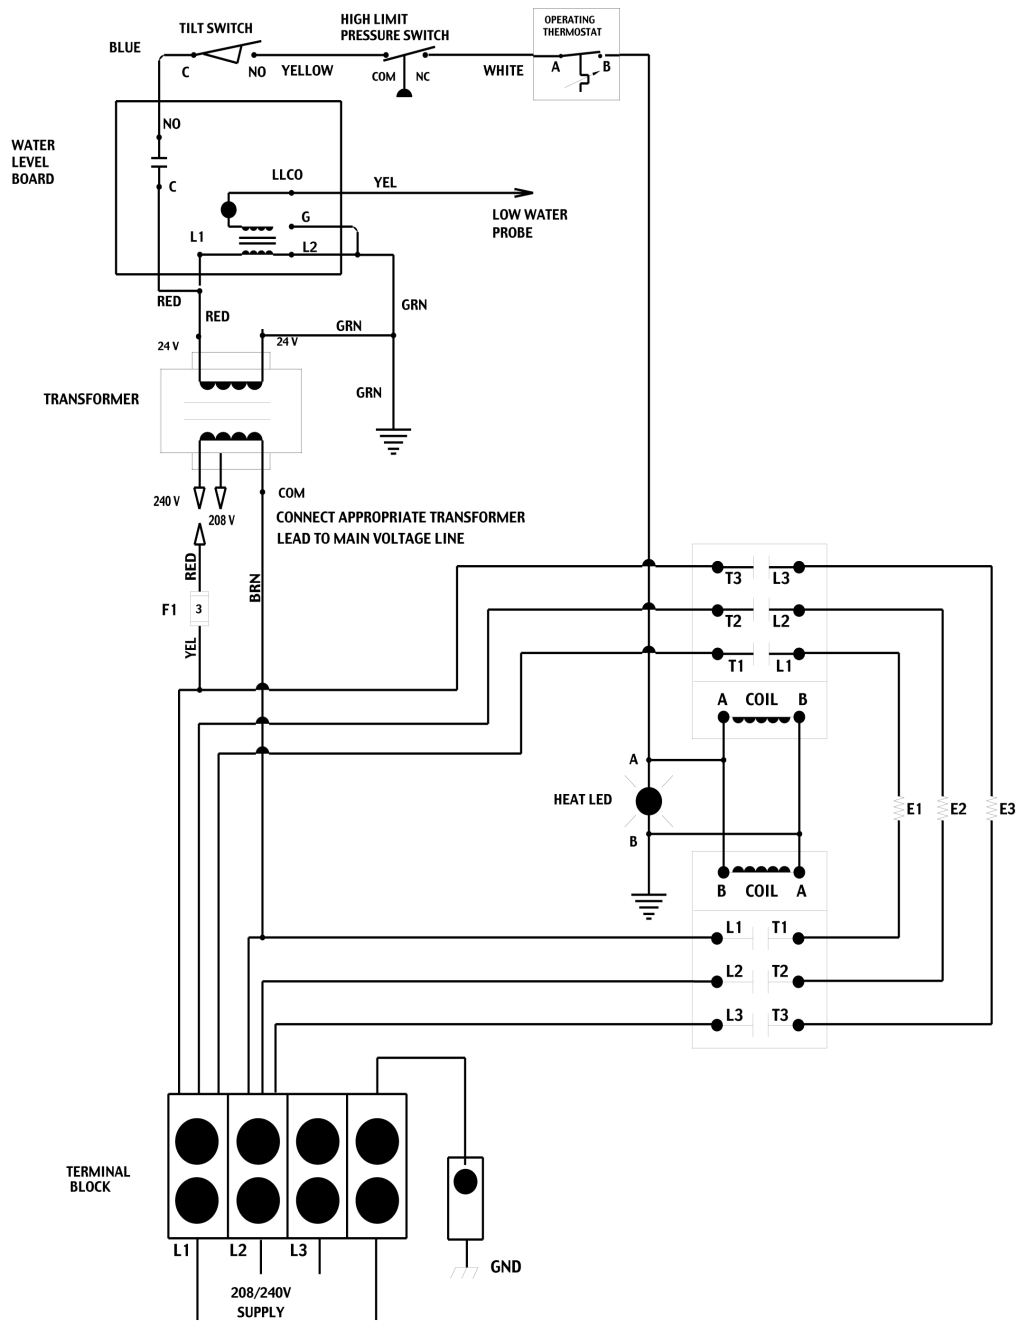 TILT SWITCH
HIGH LIMIT
PRESSURE SWITCH
OPERATING
THERMOSTAT
BLUE
C
NO
YELLOW
COM
NC
WHITE
A
B
NO
WATER
LEVEL
BOARD
C
LLCO
YEL
LOW WATER
PROBE
G
L1
L2
RED
RED
GRN
GRN
24 V
24 V
GRN
TRANSFORMER
240 V
208 V
COM
CONNECT APPROPRIATE TRANSFORMER
LEAD TO MAIN VOLTAGE LINE
RED
BRN
F1
3
YEL
T3
L3
T2
L2
T1
L1
A
COIL
B
A
HEAT LED
B
E1
E2
E3
B
COIL
A
L1
T1
L2
T2
L3
T3
TERMINAL
BLOCK
L1
L2
L3
GND
208/240V
SUPPLY